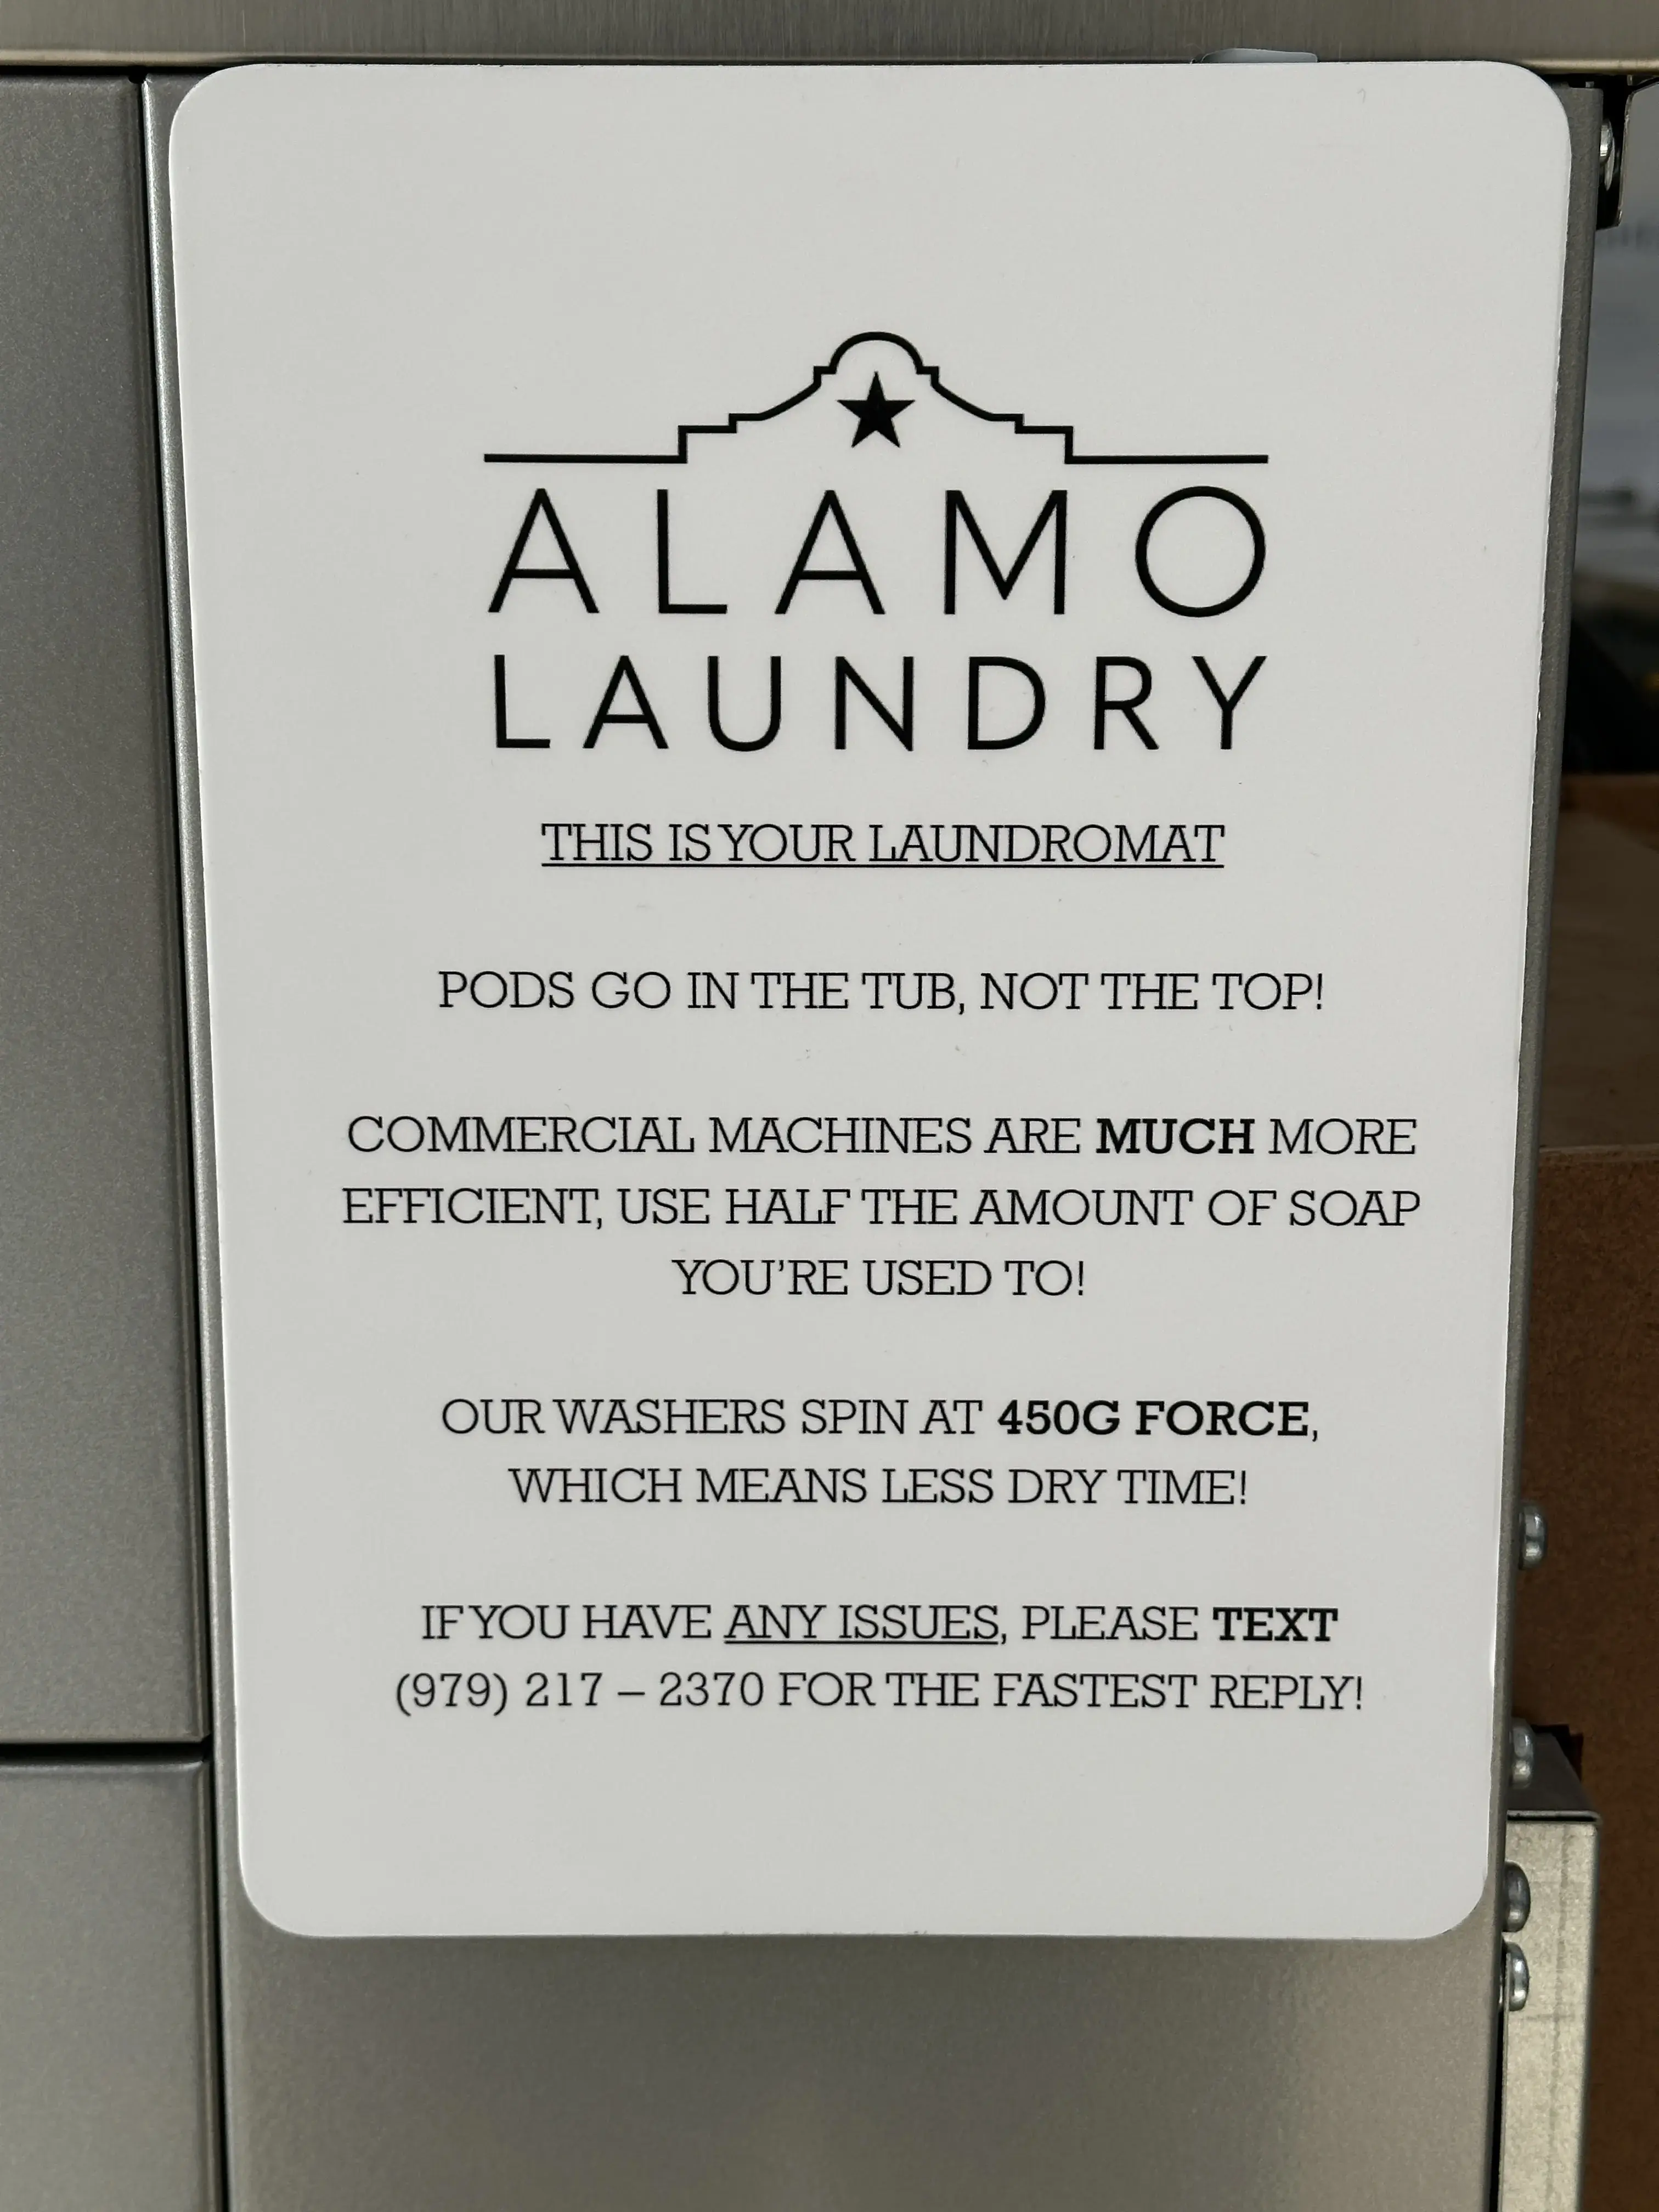 ALAMO
LAUNDRY
THIS IS YOUR LAUNDROMAT
PODS GO IN THE TUB, NOT THE TOP!
COMMERCIAL MACHINES ARE MUCH MORE
EFFICIENT, USE HALF THE AMOUNT OF SOAP
YOU'RE USED TO!
OUR WASHERS SPIN AT 450G FORCE,
WHICH MEANS LESS DRY TIME!
IF YOU HAVE ANY ISSUES, PLEASE TEXT
(979) 217 – 2370 FOR THE FASTEST REPLY!